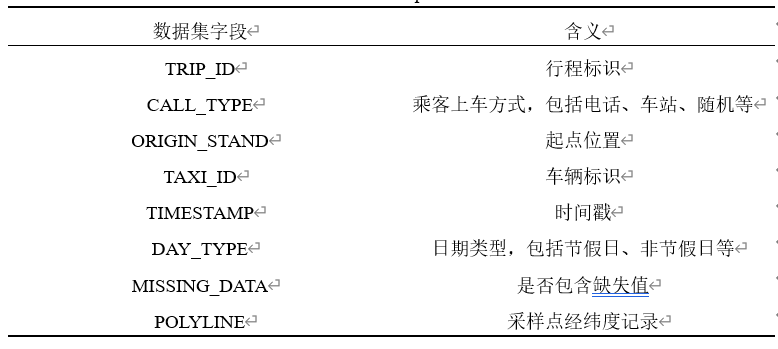 数据集字段 含义
TRIP_ID 行程标识
CALL_TYPE 乘客上车方式，包括电话、车站、随机等
ORIGIN_STAND 起点位置
TAXI_ID 车辆标识
TIMESTAMP 时间戳
DAY_TYPE 日期类型，包括节假日、非节假日等
MISSING_DATA 是否包含缺失值
POLYLINE 采样点经纬度记录